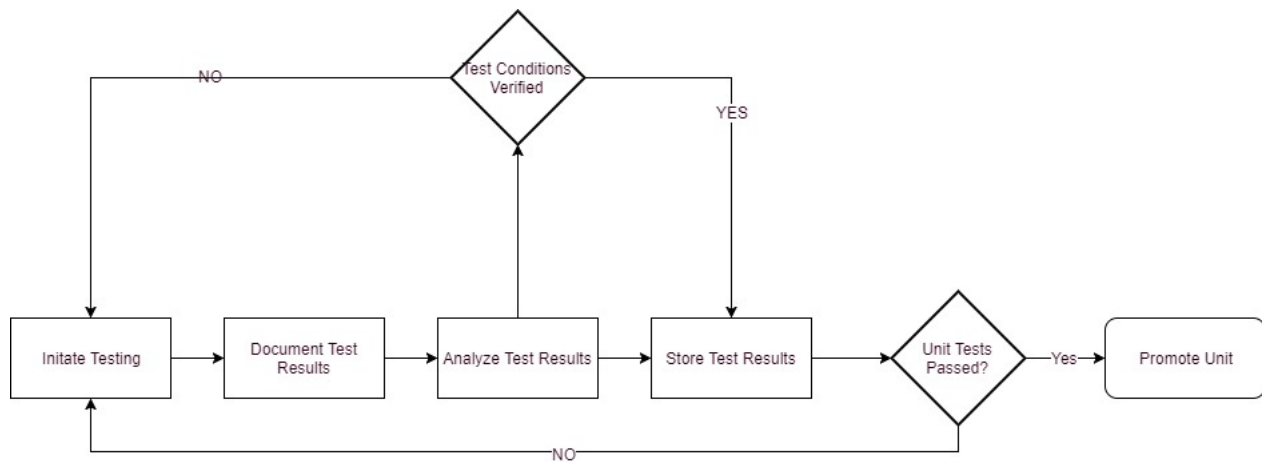 Test Conditions
Verified
NO
YES
Initate Testing
Document Test
Results
Analyze Test Results
Store Test Results
Unit Tests
Passed?
Yes
Promote Unit
NO